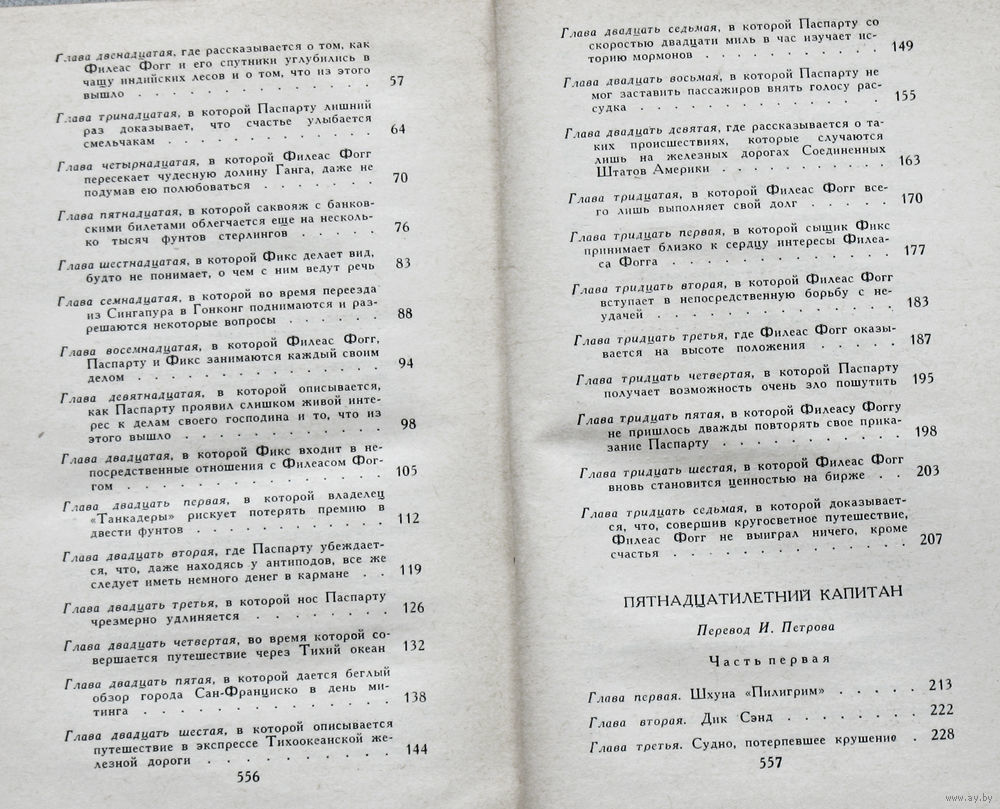 Глава двенадцатая, где рассказывается о том, как
Филеас Фогг и его спутники углубились в
чащу индийских лесов и о том, что из этого
вышло . . . . . . . . . . . . . . 57
Глава тринадцатая, в которой Паспарту лишний
раз доказывает, что счастье улыбается
смельчакам . . . . . . . . . . . . 64
Глава четырнадцатая, в которой Филеас Фогг
пересекает чудесную долину Ганга, даже не
подумав ею полюбоваться . . . . . . . 70
Глава пятнадцатая, в которой саквояж с банков-
скими билетами облегчается еще на несколь-
ко тысяч фунтов стерлингов . . . . . 76
Глава шестнадцатая, в которой Фикс делает вид,
будто не понимает, о чем с ним ведут речь 83
Глава семнадцатая, в которой во время переезда
из Сингапура в Гонконг поднимаются и раз-
решаются некоторые вопросы . . . . . . 88
Глава восемнадцатая, в которой Филеас Фогг,
Паспарту и Фикс занимаются каждый своим
делом . . . . . . . . . . . . . . 94
Глава девятнадцатая, в которой описывается,
как Паспарту проявил слишком живой инте-
рес к делам своего господина и то, что из
этого вышло . . . . . . . . . . . 98
Глава двадцатая, в которой Фикс входит в не-
посредственные отношения с Филеасом Фог-
гом . . . . . . . . . . . . . . . 105
Глава двадцать первая, в которой владелец
«Танкадеры» рискует потерять премию в
двести фунтов . . . . . . . . . . . 112
Глава двадцать вторая, где Паспарту убеждает-
ся, что, даже находясь у антиподов, все же
следует иметь немного денег в кармане . . 119
Глава двадцать третья, в которой нос Паспарту
чрезмерно удлиняется . . . . . . . . 126
Глава двадцать четвертая, во время которой со-
вершается путешествие через Тихий океан 132
Глава двадцать пятая, в которой дается беглый
обзор города Сан-Франциско в день ми-
тинга . . . . . . . . . . . . . . 138
Глава двадцать шестая, в которой описывается
путешествие в экспрессе Тихоокеанской же-
лезной дороги . . . . . . . . . . . 144
556
Глава двадцать седьмая, в которой Паспарту со
скоростью двадцати миль в час изучает ис-
торию мормонов . . . . . . . . . . 149
Глава двадцать восьмая, в которой Паспарту не
мог заставить пассажиров внять голосу рас-
судка . . . . . . . . . . . . . . 155
Глава двадцать девятая, где рассказывается о та-
ких происшествиях, которые случаются
лишь на железных дорогах Соединенных
Штатов Америки . . . . . . . . . . 163
Глава тридцатая, в которой Филеас Фогг все-
го лишь выполняет свой долг . . . . . 170
Глава тридцать первая, в которой сыщик Фикс
принимает близко к сердцу интересы Филеа-
са Фогга . . . . . . . . . . . . . 177
Глава тридцать вторая, в которой Филеас Фогг
вступает в непосредственную борьбу с не-
удачей . . . . . . . . . . . . . . 183
Глава тридцать третья, где Филеас Фогг оказы-
вается на высоте положения . . . . . 187
Глава тридцать четвертая, в которой Паспарту
получает возможность очень зло пошутить 195
Глава тридцать пятая, в которой Филеасу Фоггу
не пришлось дважды повторять свое прика-
зание Паспарту . . . . . . . . . . 198
Глава тридцать шестая, в которой Филеас Фогг
вновь становится ценностью на бирже . . 203
Глава тридцать седьмая, в которой доказывает-
ся, что, совершив кругосветное путешествие,
Филеас Фогг не выиграл ничего, кроме
счастья . . . . . . . . . . . . . 207
ПЯТНАДЦАТИЛЕТНИЙ КАПИТАН
Перевод И. Петрова
Часть первая
Глава первая. Шхуна «Пилигрим» . . . . . 213
Глава вторая. Дик Сэнд . . . . . . . . 222
Глава третья. Судно, потерпевшее крушение . 228
557
www.ay.by